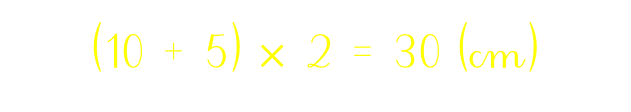 (10 + 5) × 2 = 30 (cm)